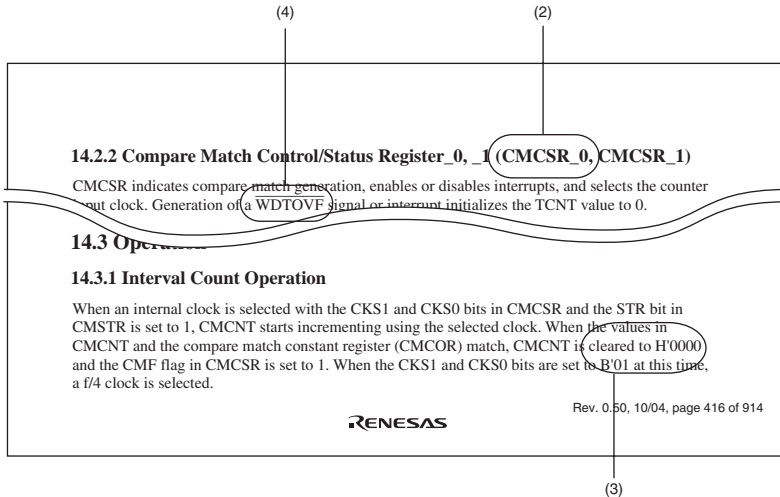 (4) (2)
14.2.2 Compare Match Control/Status Register_0, _1 (CMCSR_0, CMCSR_1)
CMCSR indicates compare match generation, enables or disables interrupts, and selects the counter
input clock. Generation of a WDTOVF signal or interrupt initializes the TCNT value to 0.
14.3 Operation
14.3.1 Interval Count Operation
When an internal clock is selected with the CKS1 and CKS0 bits in CMCSR and the STR bit in
CMSTR is set to 1, CMCNT starts incrementing using the selected clock. When the values in
CMCNT and the compare match constant register (CMCOR) match, CMCNT is cleared to H'0000
and the CMF flag in CMCSR is set to 1. When the CKS1 and CKS0 bits are set to B'01 at this time,
a f/4 clock is selected.
Rev. 0.50, 10/04, page 416 of 914
RENESAS
(3)